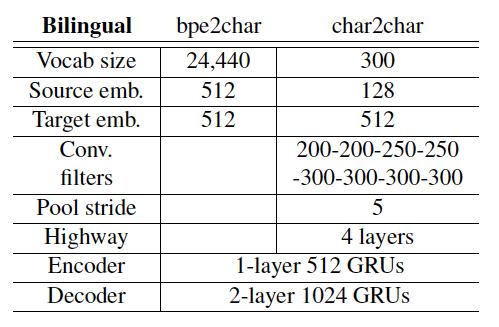 Bilingual bpe2char char2char
Vocab size 24,440 300
Source emb. 512 128
Target emb. 512 512
Conv. 200-200-250-250
filters -300-300-300-300
Pool stride 5
Highway 4 layers
Encoder 1-layer 512 GRUs
Decoder 2-layer 1024 GRUs